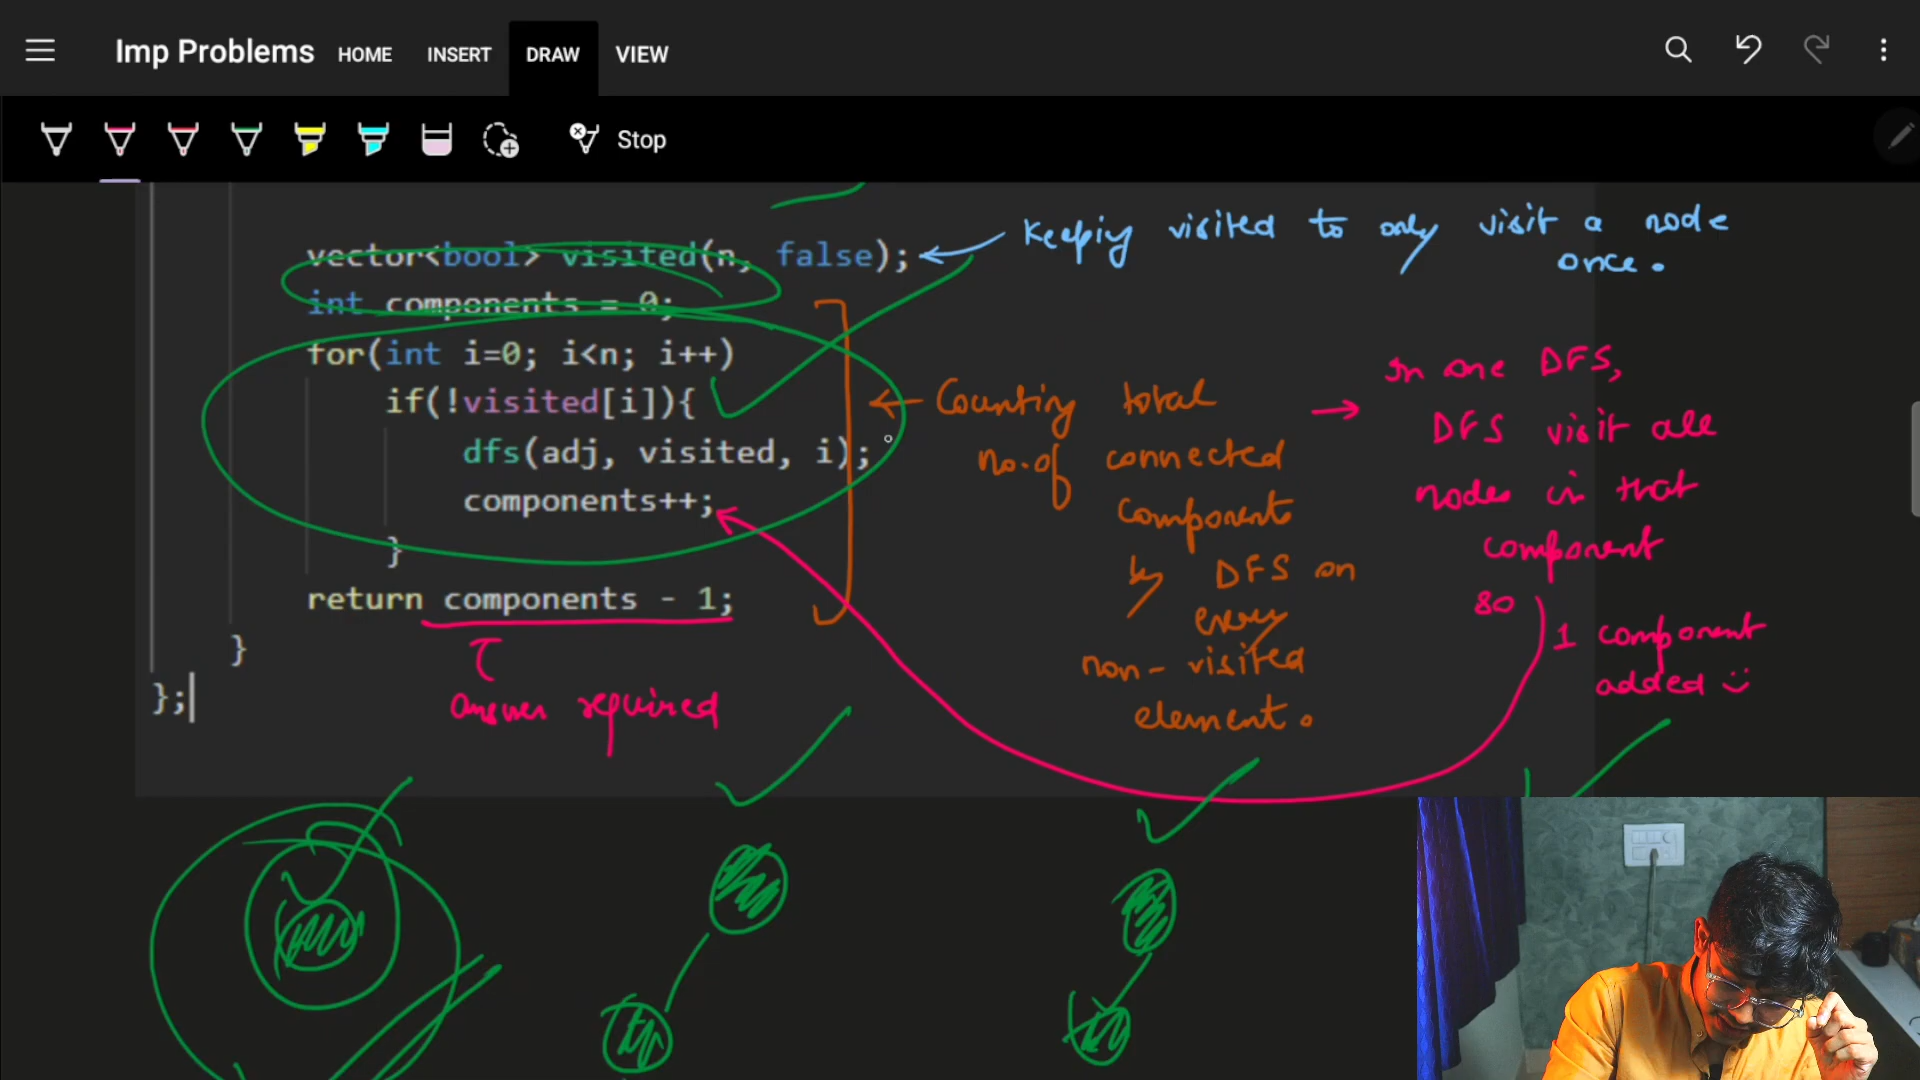 Imp Problems HOME INSERT DRAW VIEW
Stop
vector<bool> visited(n, false);
int components = 0;
for(int i=0; i<n; i++)
if(!visited[i]){
dfs(adj, visited, i);
components++;
}
return components - 1;
}
};
Keeping visited to only visit a node
once.
Counting total
no. of connected
components
by DFS on
every
non-visited
element.
In one DFS,
DFS visit all
nodes in that
component
so
1 component
added
answer required